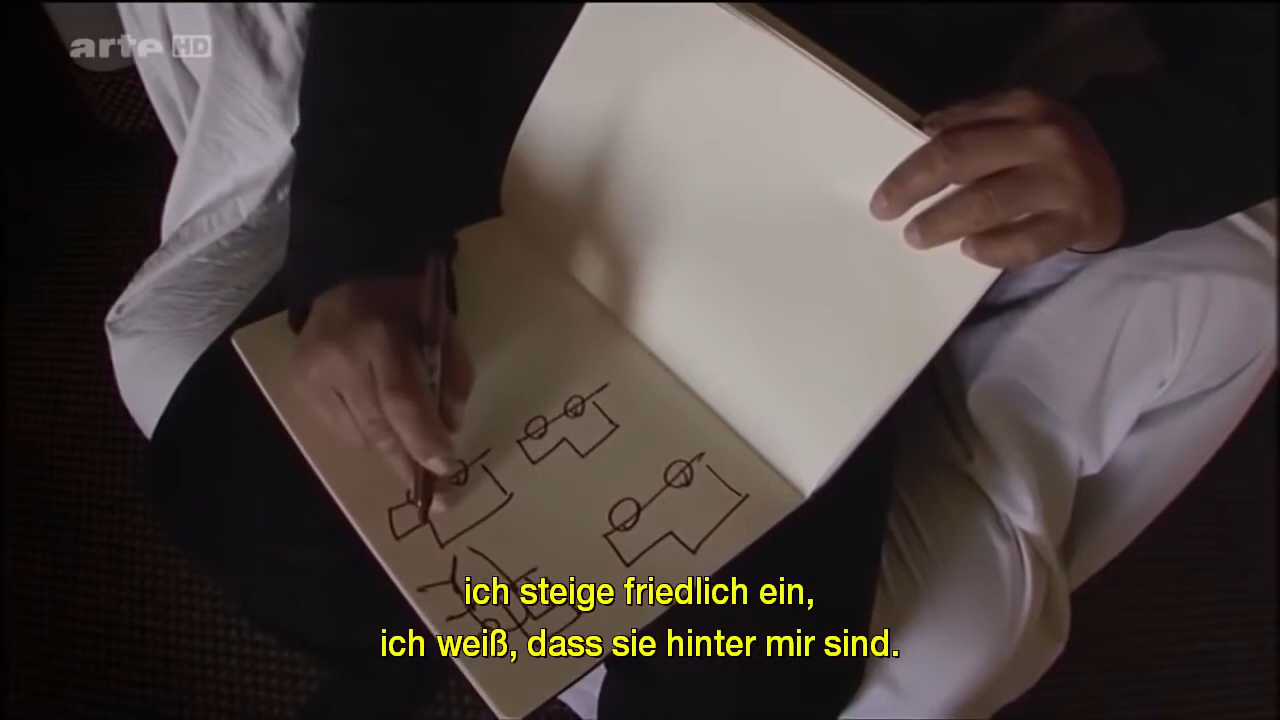 arte HD
ich steige friedlich ein,
ich weiß, dass sie hinter mir sind.